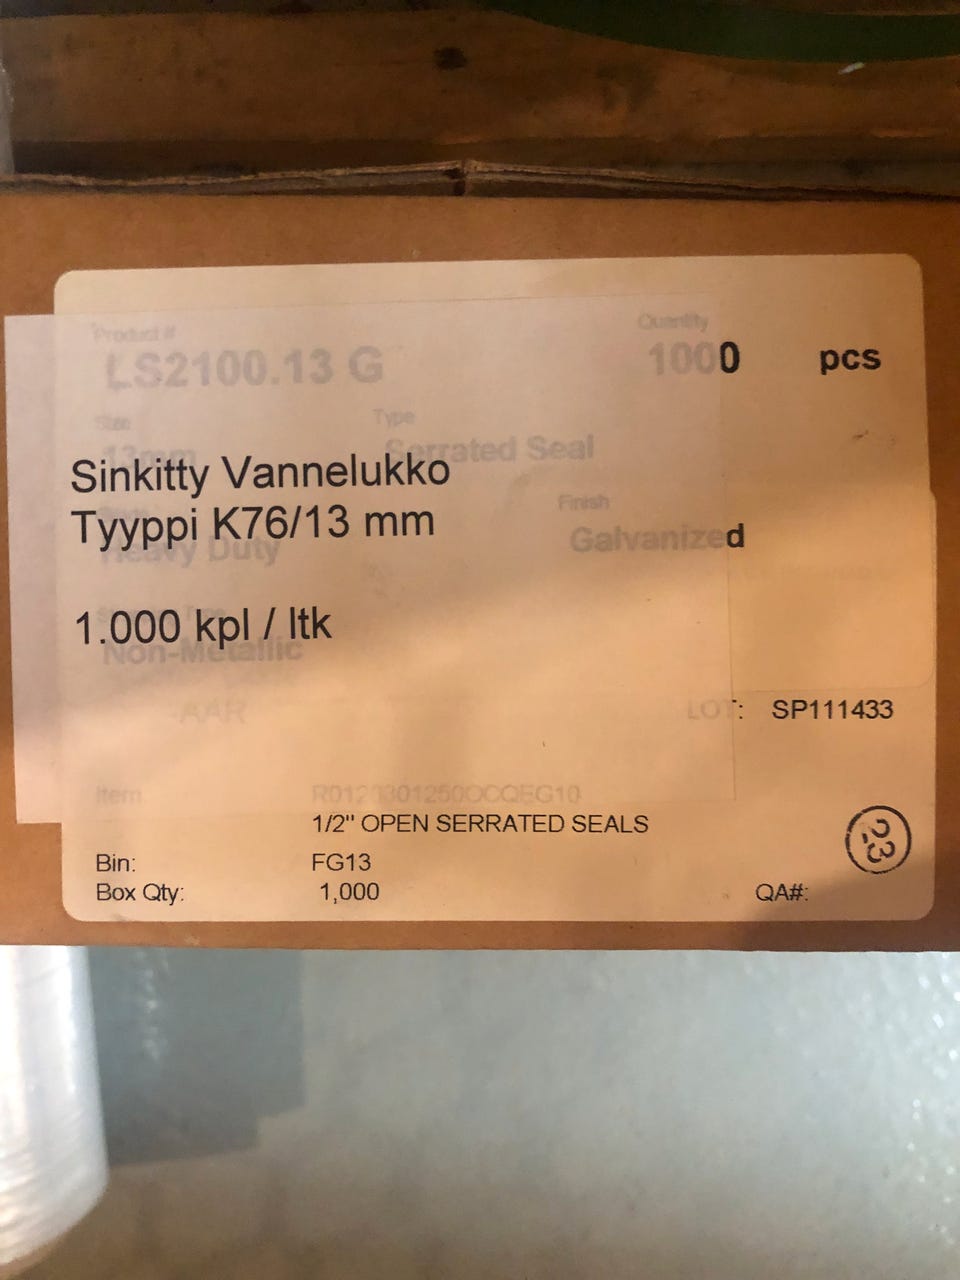 Product # Quantity
LS2100.13 G 1000 pcs
Size Type
13mm Serrated Seal
Sinkitty Vannelukko
Tyyppi K76/13 mm
Finish
Heavy Duty Galvanized
1.000 kpl / ltk
Non-Metallic
AAR LOT: SP111433
Item
1/2" OPEN SERRATED SEALS
Bin: FG13
Box Qty: 1,000 QA#:
23